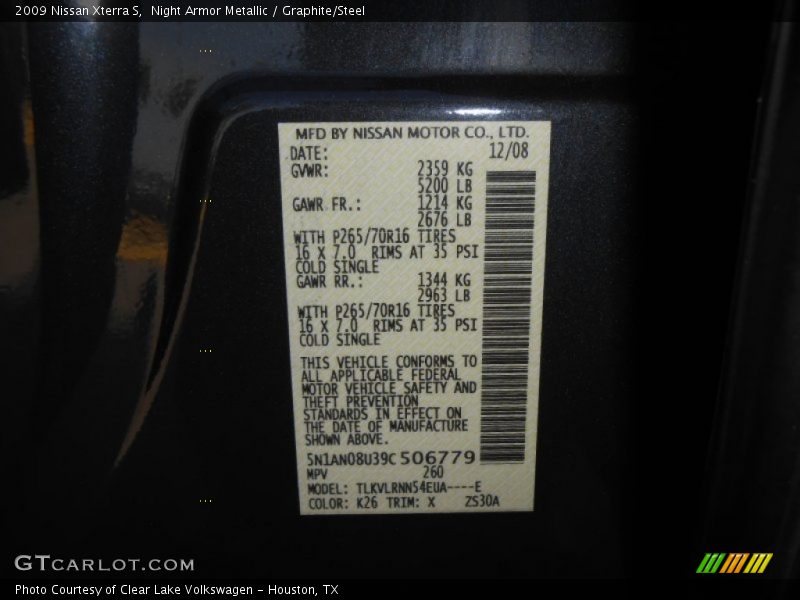 2009 Nissan Xterra S,  Night Armor Metallic / Graphite/Steel
MFD BY NISSAN MOTOR CO., LTD.
DATE: 12/08
GVWR: 2359 KG
5200 LB
GAWR FR.: 1214 KG
2676 LB
WITH P265/70R16 TIRES
16 X 7.0 RIMS AT 35 PSI
COLD SINGLE
GAWR RR.: 1344 KG
2963 LB
WITH P265/70R16 TIRES
16 X 7.0 RIMS AT 35 PSI
COLD SINGLE
THIS VEHICLE CONFORMS TO
ALL APPLICABLE FEDERAL
MOTOR VEHICLE SAFETY AND
THEFT PREVENTION
STANDARDS IN EFFECT ON
THE DATE OF MANUFACTURE
SHOWN ABOVE.
5N1AN08U39C506779
MPV 260
MODEL: TLKVLRNN54EUA----E
COLOR: K26 TRIM: X ZS30A
GTCARLOT.COM
Photo Courtesy of Clear Lake Volkswagen - Houston, TX